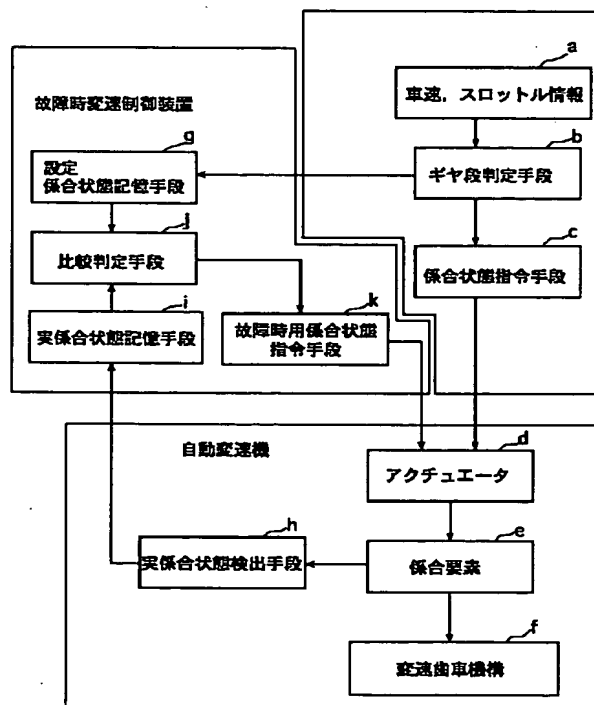 a
車速，スロットル情報
故障時変速制御装置
g
b
設定
係合状態記憶手段
ギヤ段判定手段
j
c
比較判定手段
係合状態指令手段
i
k
実係合状態記憶手段
故障時用係合状態
指令手段
自動変速機
d
アクチュエータ
h
e
実係合状態検出手段
係合要素
f
変速歯車機構